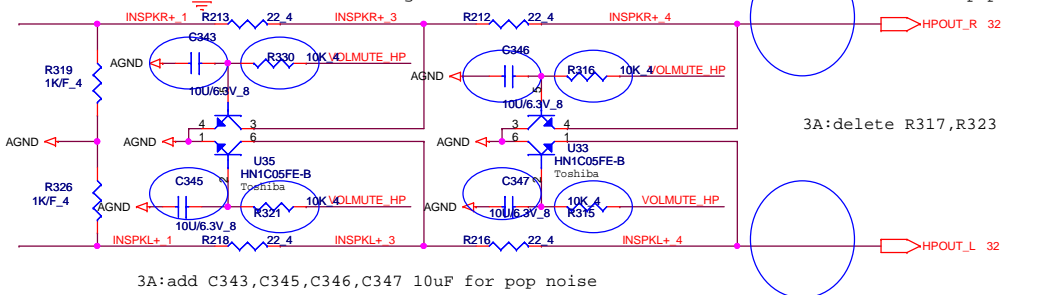 INSPKR+_1 R213 22_4 INSPKR+_3 R212 22_4 INSPKR+_4 HPOUT_R 32
C343 R330 10K_4 VOLMUTE_HP C346 R316 10K_4 VOLMUTE_HP
AGND AGND
R319 1K/F_4
10U/6.3V_8 10U/6.3V_8
5
4 3 3 4
3A:delete R317,R323
AGND AGND AGND
1 6 6 1
U35 U33
HN1C05FE-B HN1C05FE-B
Toshiba Toshiba
2 2
R326 1K/F_4
C345 R321 10K_4 VOLMUTE_HP C347 R315 10K_4 VOLMUTE_HP
AGND AGND
10U/6.3V_8 10U/6.3V_8
INSPKL+_1 R218 22_4 INSPKL+_3 R216 22_4 INSPKL+_4 HPOUT_L 32
3A:add C343,C345,C346,C347 10uF for pop noise